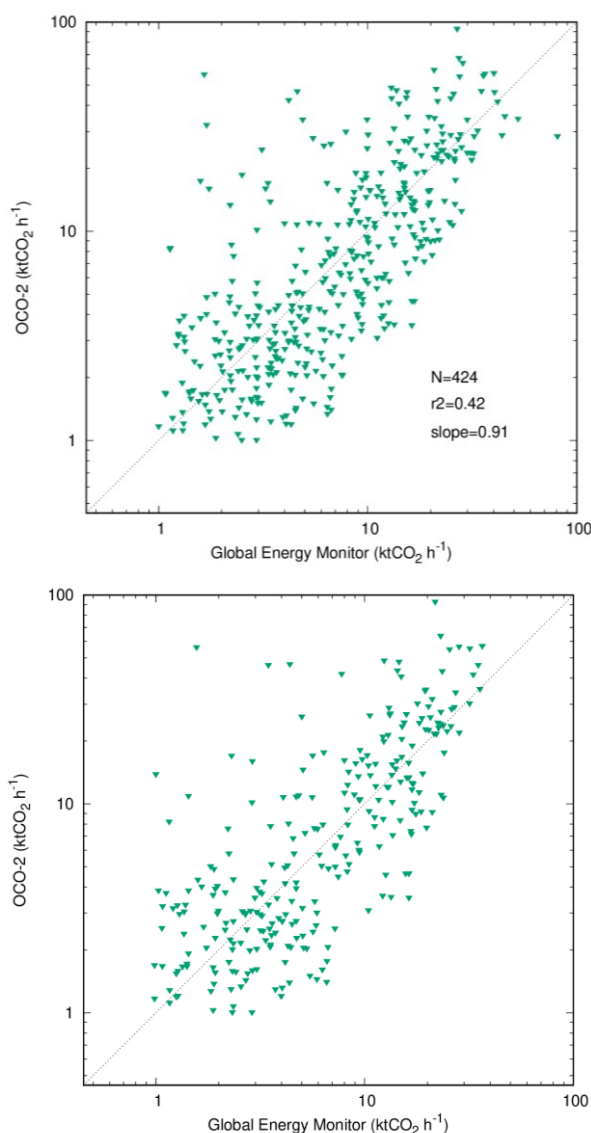 100
10
1
OCO-2 (ktCO2 h-1)
N=424
r2=0.42
slope=0.91
1 10 100
Global Energy Monitor (ktCO2 h-1)
100
10
1
OCO-2 (ktCO2 h-1)
1 10 100
Global Energy Monitor (ktCO2 h-1)